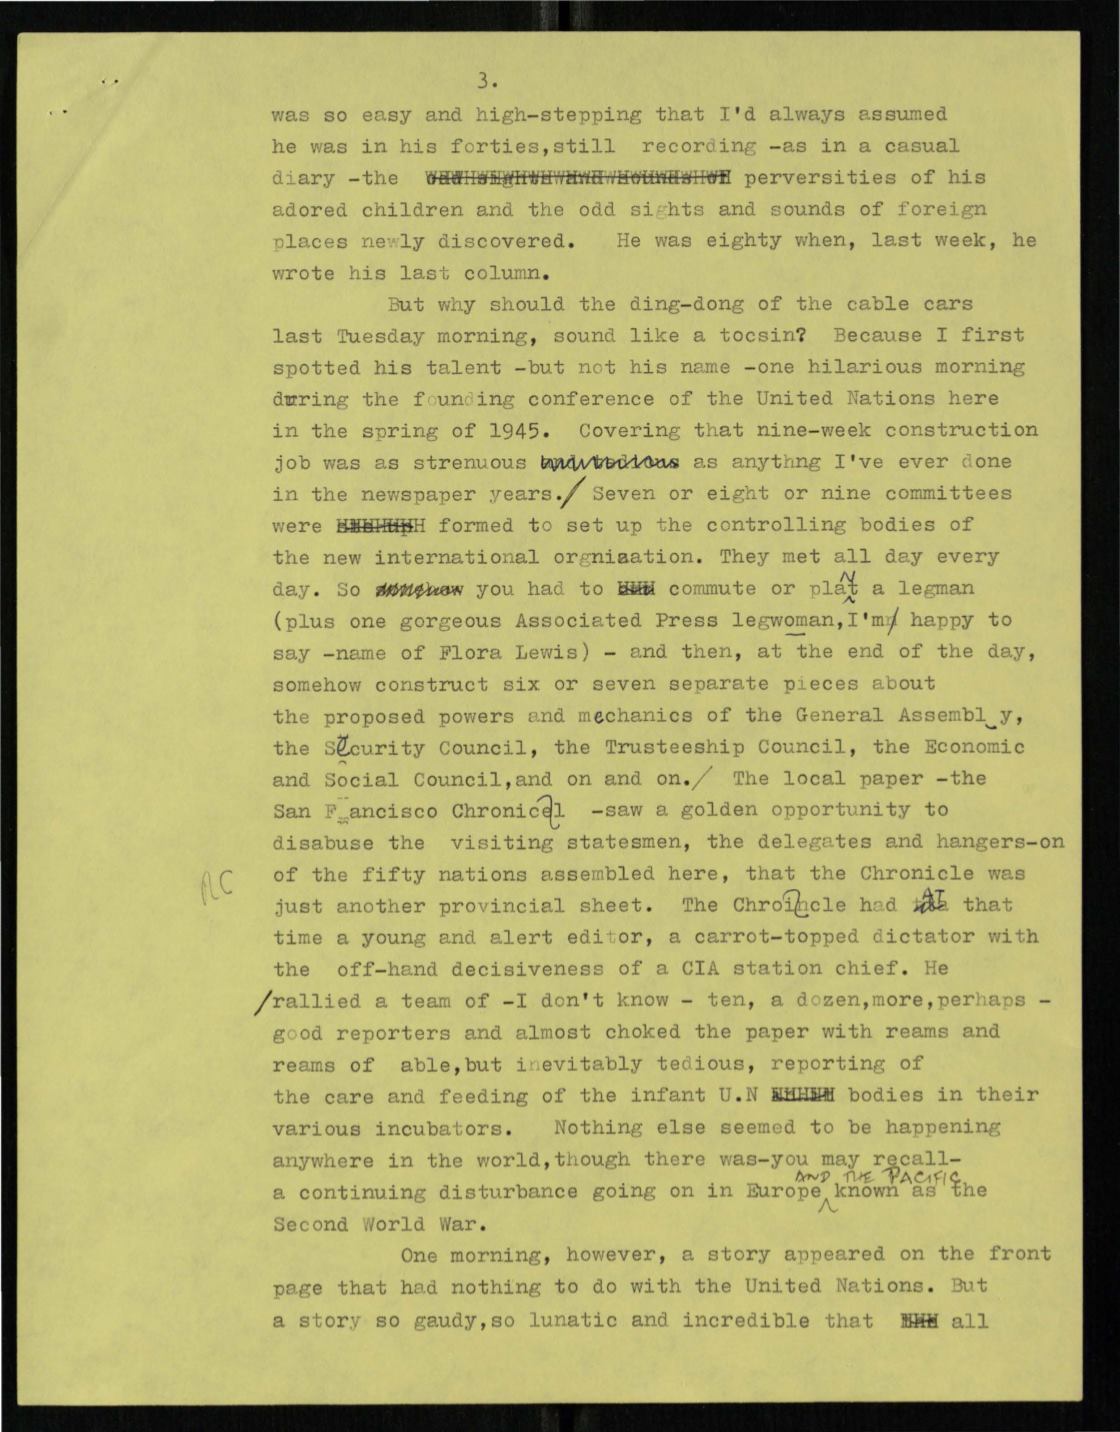 3.
was so easy and high-stepping that I'd always assumed
he was in his forties,still recording -as in a casual
diary -the perversities of his
adored children and the odd sights and sounds of foreign
places newly discovered. He was eighty when, last week, he
wrote his last column.
But why should the ding-dong of the cable cars
last Tuesday morning, sound like a tocsin? Because I first
spotted his talent -but not his name -one hilarious morning
during the founding conference of the United Nations here
in the spring of 1945. Covering that nine-week construction
job was as strenuous and tedious as anythng I've ever done
in the newspaper years./ Seven or eight or nine committees
were formed to set up the controlling bodies of
the new international orgnization. They met all day every
day. So somehow you had to commute or plat a legman
N
(plus one gorgeous Associated Press legwoman,I'm happy to
say -name of Flora Lewis) - and then, at the end of the day,
somehow construct six or seven separate pieces about
the proposed powers and mechanics of the General Assembl y,
the Security Council, the Trusteeship Council, the Economic
and Social Council,and on and on./ The local paper -the
San F ancisco Chronicel -saw a golden opportunity to
disabuse the visiting statesmen, the delegates and hangers-on
of the fifty nations assembled here, that the Chronicle was
AC
just another provincial sheet. The Chroincle had AT that
time a young and alert editor, a carrot-topped dictator with
the off-hand decisiveness of a CIA station chief. He
/rallied a team of -I don't know - ten, a dozen,more,perhaps -
good reporters and almost choked the paper with reams and
reams of able,but inevitably tedious, reporting of
the care and feeding of the infant U.N bodies in their
various incubators. Nothing else seemed to be happening
anywhere in the world,though there was-you may recall-
AND THE PACIFIC
a continuing disturbance going on in Europe known as the
Second World War.
One morning, however, a story appeared on the front
page that had nothing to do with the United Nations. But
a story so gaudy,so lunatic and incredible that all